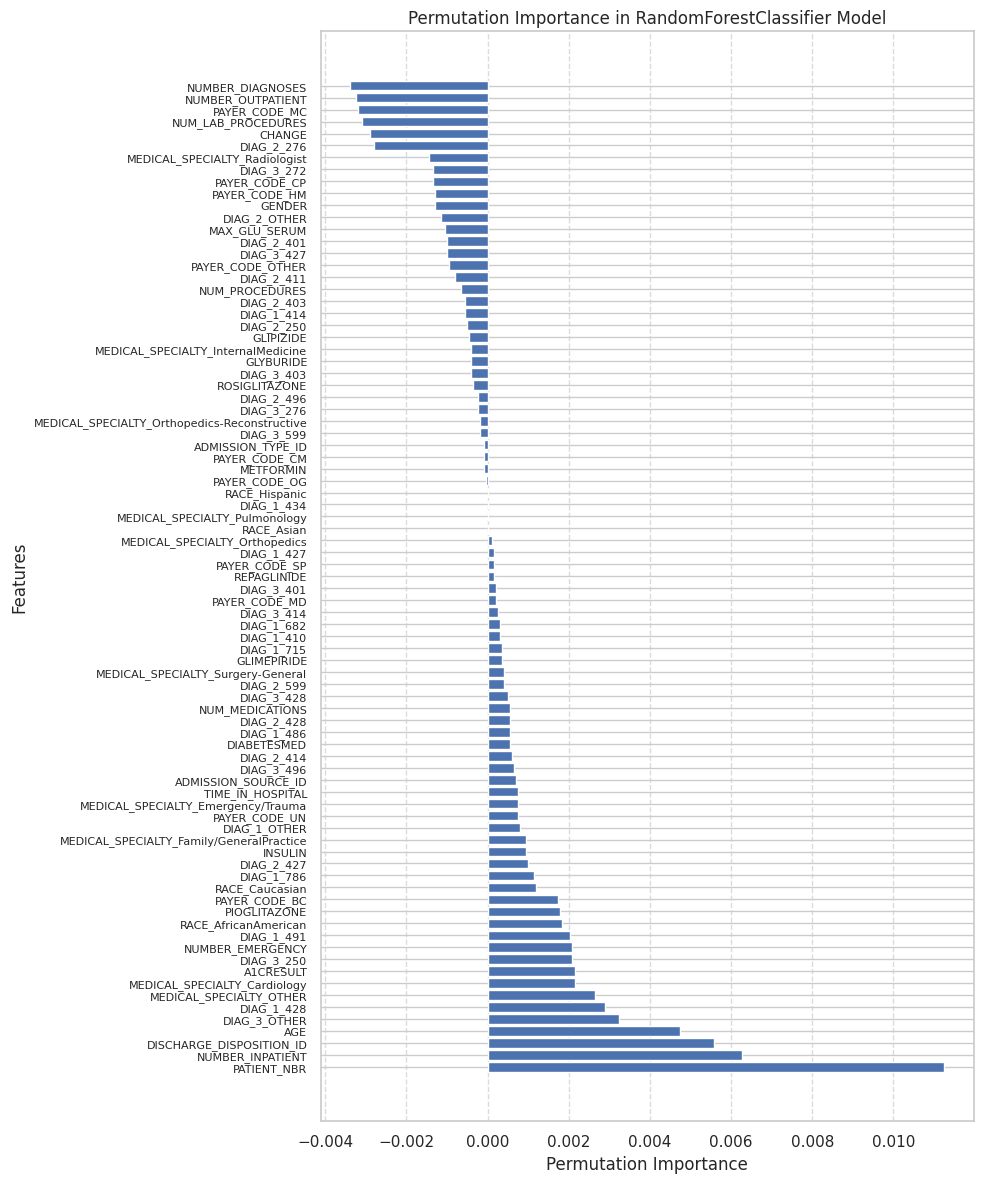 Permutation Importance in RandomForestClassifier Model
NUMBER_DIAGNOSES
NUMBER_OUTPATIENT
PAYER_CODE_MC
NUM_LAB_PROCEDURES
CHANGE
DIAG_2_276
MEDICAL_SPECIALTY_Radiologist
DIAG_3_272
PAYER_CODE_CP
PAYER_CODE_HM
GENDER
DIAG_2_OTHER
MAX_GLU_SERUM
DIAG_2_401
DIAG_3_427
PAYER_CODE_OTHER
DIAG_2_411
NUM_PROCEDURES
DIAG_2_403
DIAG_1_414
DIAG_2_250
GLIPIZIDE
MEDICAL_SPECIALTY_InternalMedicine
GLYBURIDE
DIAG_3_403
ROSIGLITAZONE
DIAG_2_496
DIAG_3_276
MEDICAL_SPECIALTY_Orthopedics-Reconstructive
DIAG_3_599
ADMISSION_TYPE_ID
PAYER_CODE_CM
METFORMIN
PAYER_CODE_OG
RACE_Hispanic
DIAG_1_434
MEDICAL_SPECIALTY_Pulmonology
RACE_Asian
MEDICAL_SPECIALTY_Orthopedics
DIAG_1_427
PAYER_CODE_SP
REPAGLINIDE
DIAG_3_401
PAYER_CODE_MD
DIAG_3_414
DIAG_1_682
DIAG_1_410
DIAG_1_715
GLIMEPIRIDE
MEDICAL_SPECIALTY_Surgery-General
DIAG_2_599
DIAG_3_428
NUM_MEDICATIONS
DIAG_2_428
DIAG_1_486
DIABETESMED
DIAG_2_414
DIAG_3_496
ADMISSION_SOURCE_ID
TIME_IN_HOSPITAL
MEDICAL_SPECIALTY_Emergency/Trauma
PAYER_CODE_UN
DIAG_1_OTHER
MEDICAL_SPECIALTY_Family/GeneralPractice
INSULIN
DIAG_2_427
DIAG_1_786
RACE_Caucasian
PAYER_CODE_BC
PIOGLITAZONE
RACE_AfricanAmerican
DIAG_1_491
NUMBER_EMERGENCY
DIAG_3_250
A1CRESULT
MEDICAL_SPECIALTY_Cardiology
MEDICAL_SPECIALTY_OTHER
DIAG_1_428
DIAG_3_OTHER
AGE
DISCHARGE_DISPOSITION_ID
NUMBER_INPATIENT
PATIENT_NBR
Features
−0.004 −0.002 0.000 0.002 0.004 0.006 0.008 0.010
Permutation Importance